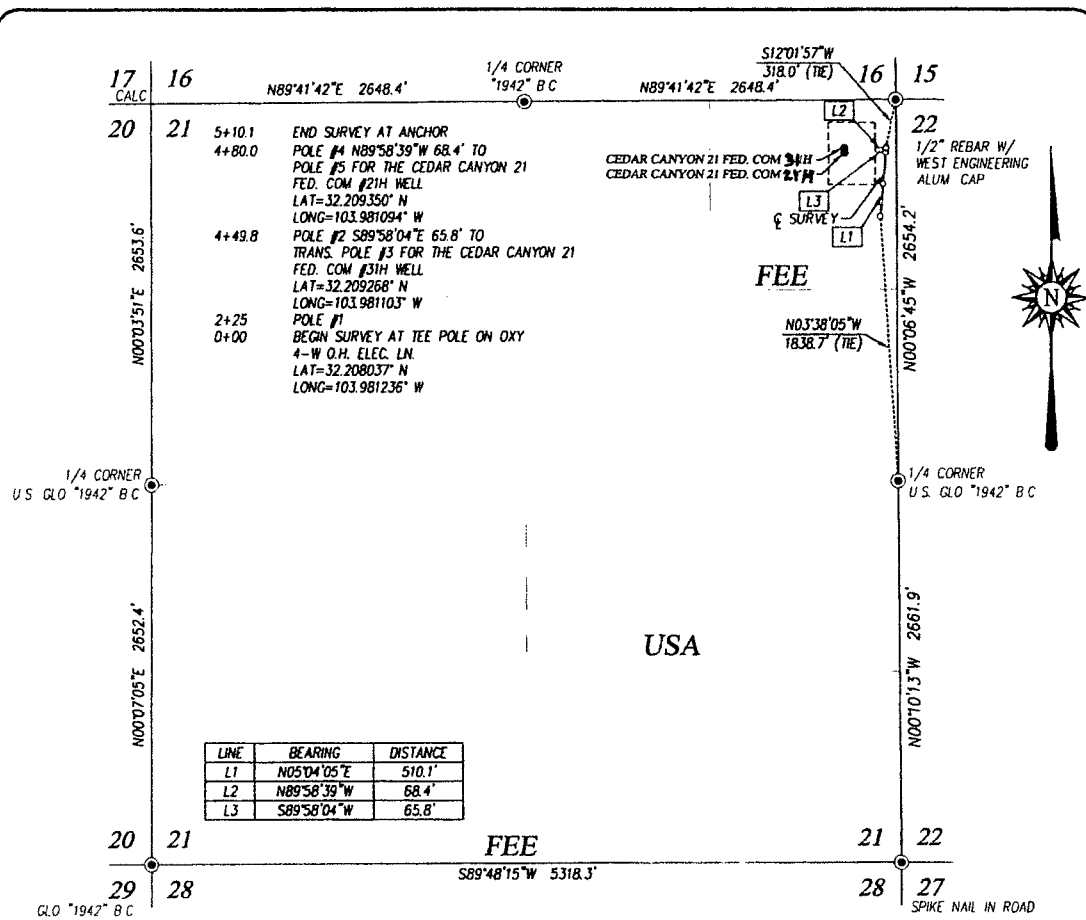 S12°01'57"W
318.0' (TIE)
17 16
CALC
N89°41'42"E 2648.4'
1/4 CORNER
"1942" B C
N89°41'42"E 2648.4'
16 15
20 21
22
1/2" REBAR W/
WEST ENGINEERING
ALUM CAP
5+10.1 END SURVEY AT ANCHOR
4+80.0 POLE #4 N89°58'39"W 68.4' TO
POLE #5 FOR THE CEDAR CANYON 21
FED. COM #21H WELL
LAT=32.209350° N
LONG=103.981094° W
4+49.8 POLE #2 S89°58'04"E 65.8' TO
TRANS. POLE #3 FOR THE CEDAR CANYON 21
FED. COM #31H WELL
LAT=32.209268° N
LONG=103.981103° W
2+25 POLE #1
0+00 BEGIN SURVEY AT TEE POLE ON OXY
4-W O.H. ELEC. LN.
LAT=32.208037° N
LONG=103.981236° W
L2
CEDAR CANYON 21 FED. COM
CEDAR CANYON 21 FED. COM
L3
℄ SURVEY
L1
FEE
N03°38'05"W
1838.7' (TIE)
N00°03'51"E 2653.6'
N00°06'45"W 2654.2'
N
1/4 CORNER
U.S. GLO "1942" B C
1/4 CORNER
U.S. GLO "1942" B C
USA
N00°07'05"E 2652.4'
N00°10'13"W 2661.9'
LINE BEARING DISTANCE
L1 N05°04'05"E 510.1'
L2 N89°58'39"W 68.4'
L3 S89°58'04"W 65.8'
20 21
FEE
S89°48'15"W 5318.3'
21 22
29 28
GLO "1942" B C
28 27
SPIKE NAIL IN ROAD